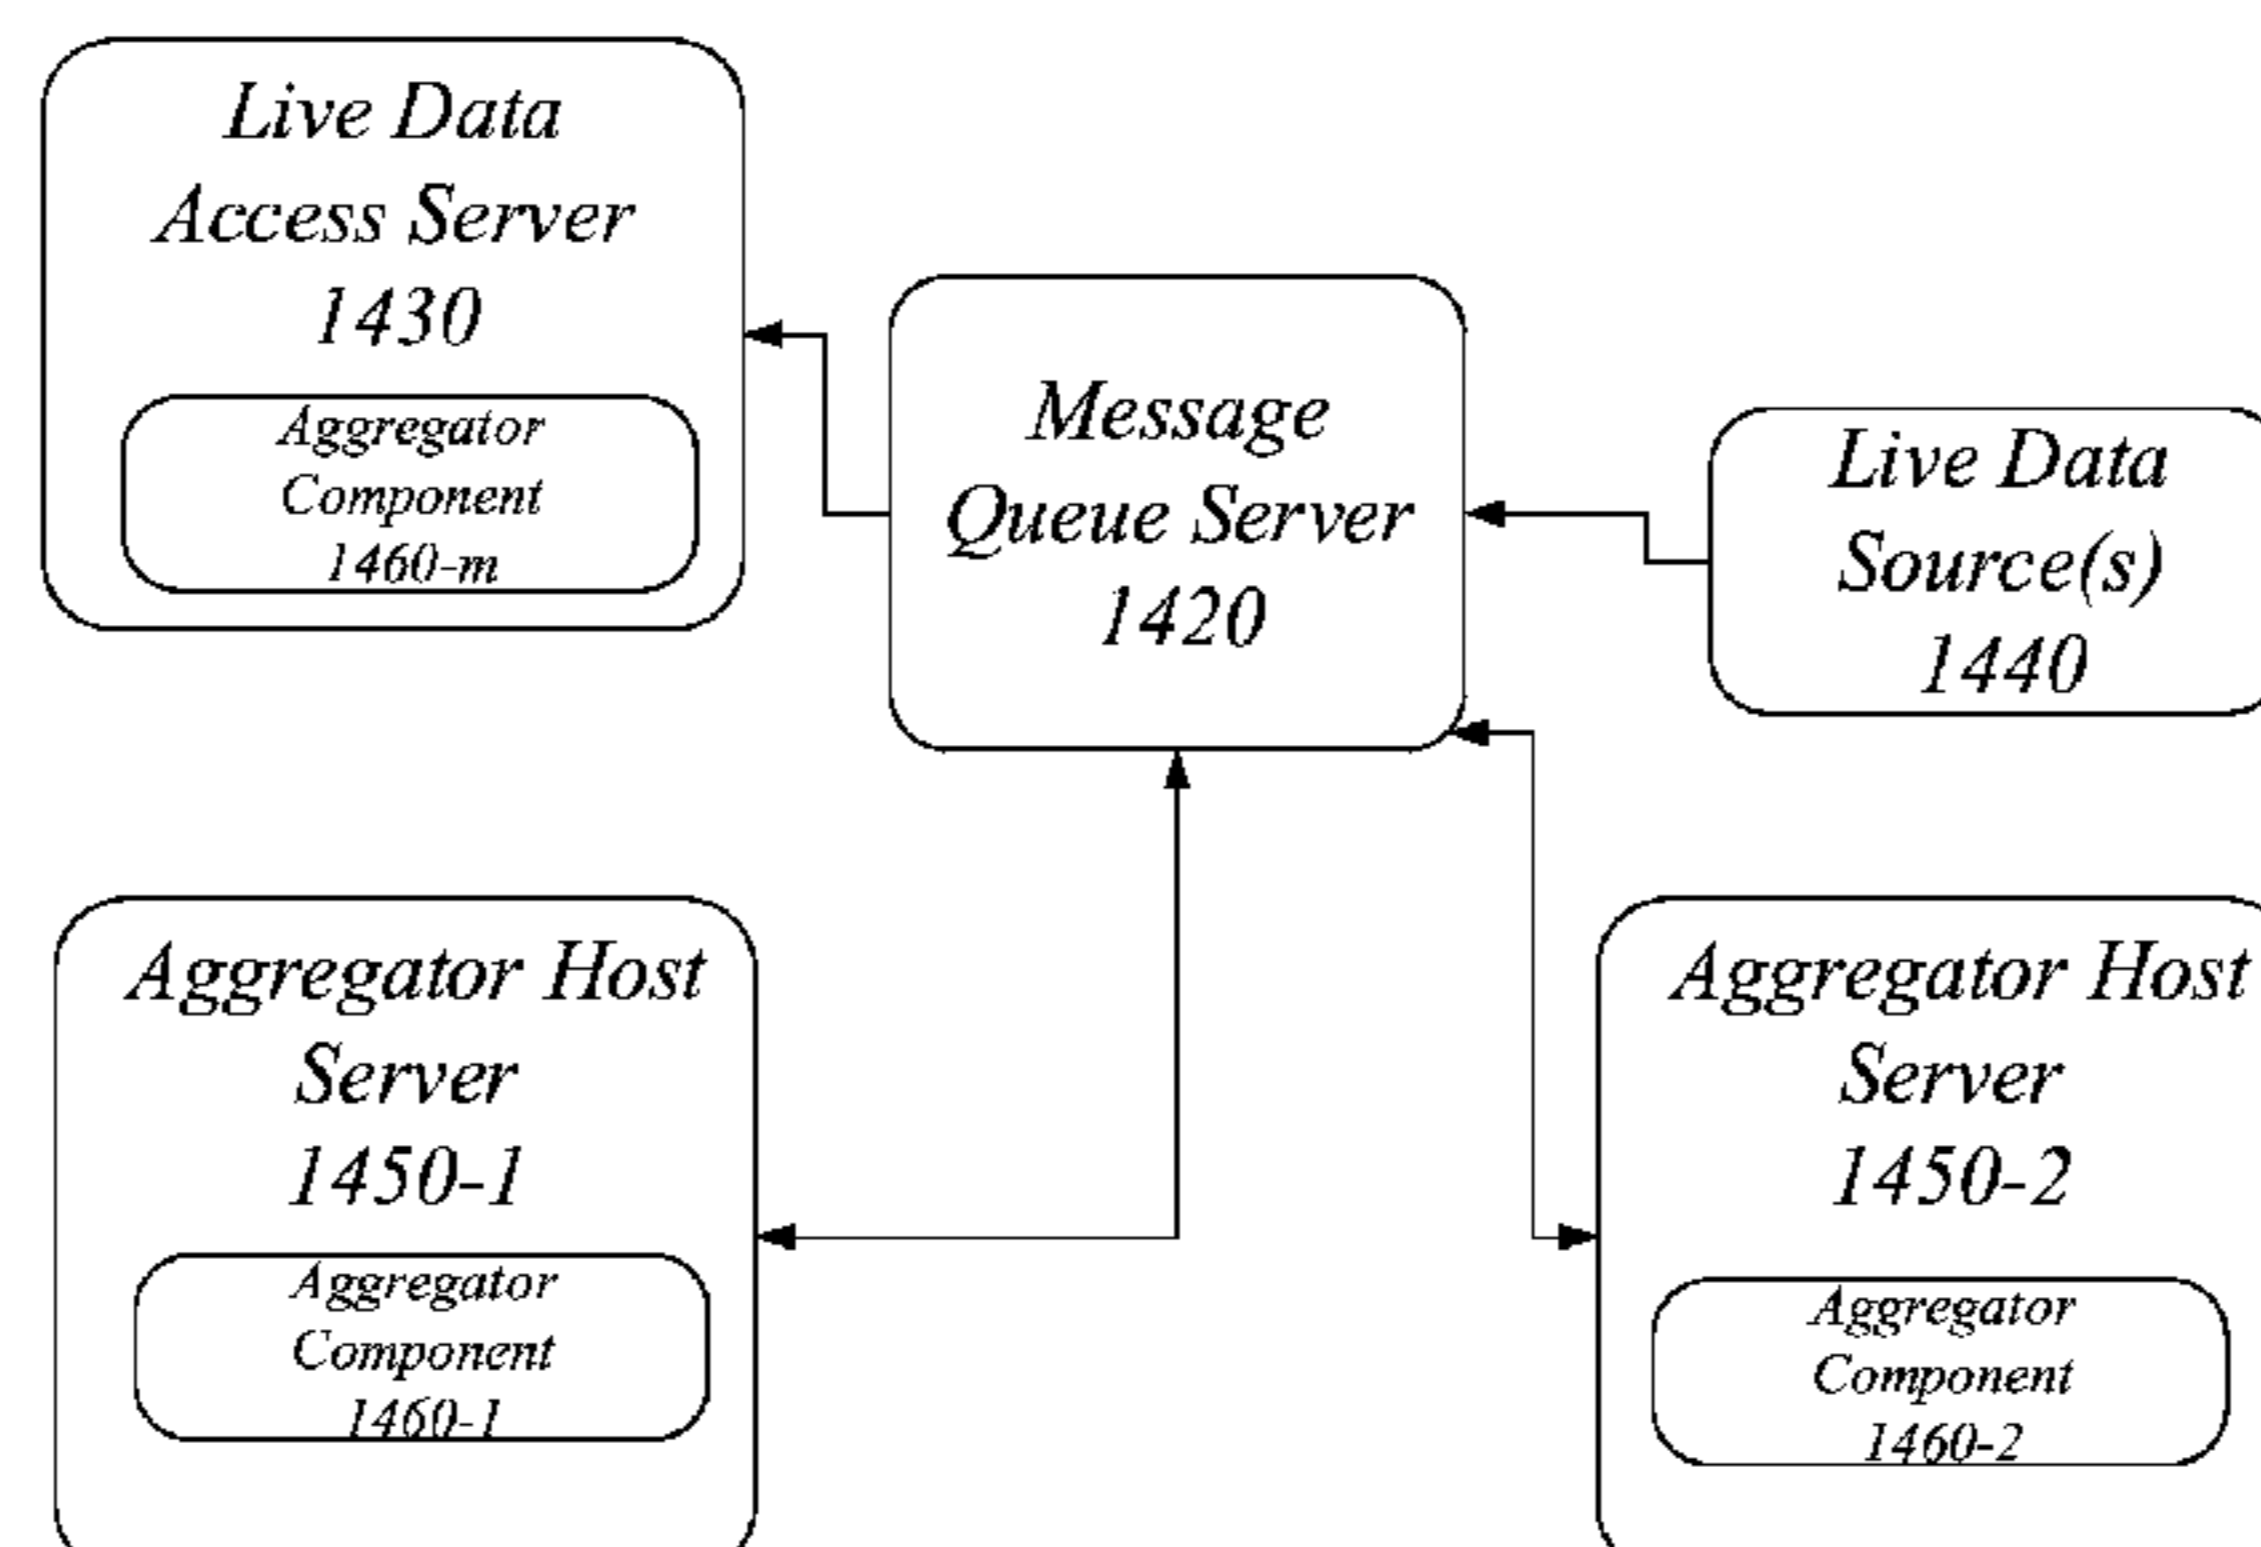 Live Data
Access Server
1430
Aggregator
Component
1460-m
Message
Queue Server
1420
Live Data
Source(s)
1440
Aggregator Host
Server
1450-1
Aggregator
Component
1460-1
Aggregator Host
Server
1450-2
Aggregator
Component
1460-2